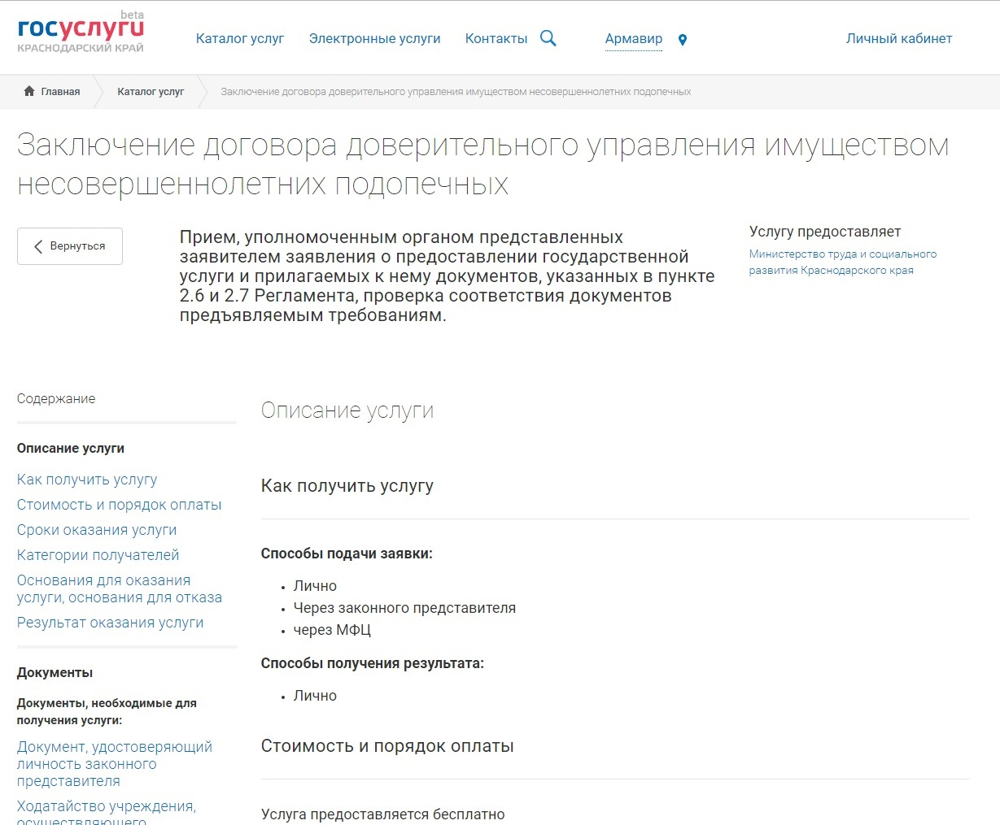 beta
госуслуги
КРАСНОДАРСКИЙ КРАЙ
Каталог услуг
Электронные услуги
Контакты
Армавир
Личный кабинет
Главная
Каталог услуг
Заключение договора доверительного управления имуществом несовершеннолетних подопечных
Заключение договора доверительного управления имуществом
несовершеннолетних подопечных
Вернуться
Прием, уполномоченным органом представленных
заявителем заявления о предоставлении государственной
услуги и прилагаемых к нему документов, указанных в пункте
2.6 и 2.7 Регламента, проверка соответствия документов
предъявляемым требованиям.
Услугу предоставляет
Министерство труда и социального
развития Краснодарского края
Содержание
Описание услуги
Как получить услугу
Стоимость и порядок оплаты
Сроки оказания услуги
Категории получателей
Основания для оказания
услуги, основания для отказа
Результат оказания услуги
Документы
Документы, необходимые для
получения услуги:
Документ, удостоверяющий
личность законного
представителя
Ходатайство учреждения,
осуществляющего
Описание услуги
Как получить услугу
Способы подачи заявки:
• Лично
• Через законного представителя
• через МФЦ
Способы получения результата:
• Лично
Стоимость и порядок оплаты
Услуга предоставляется бесплатно